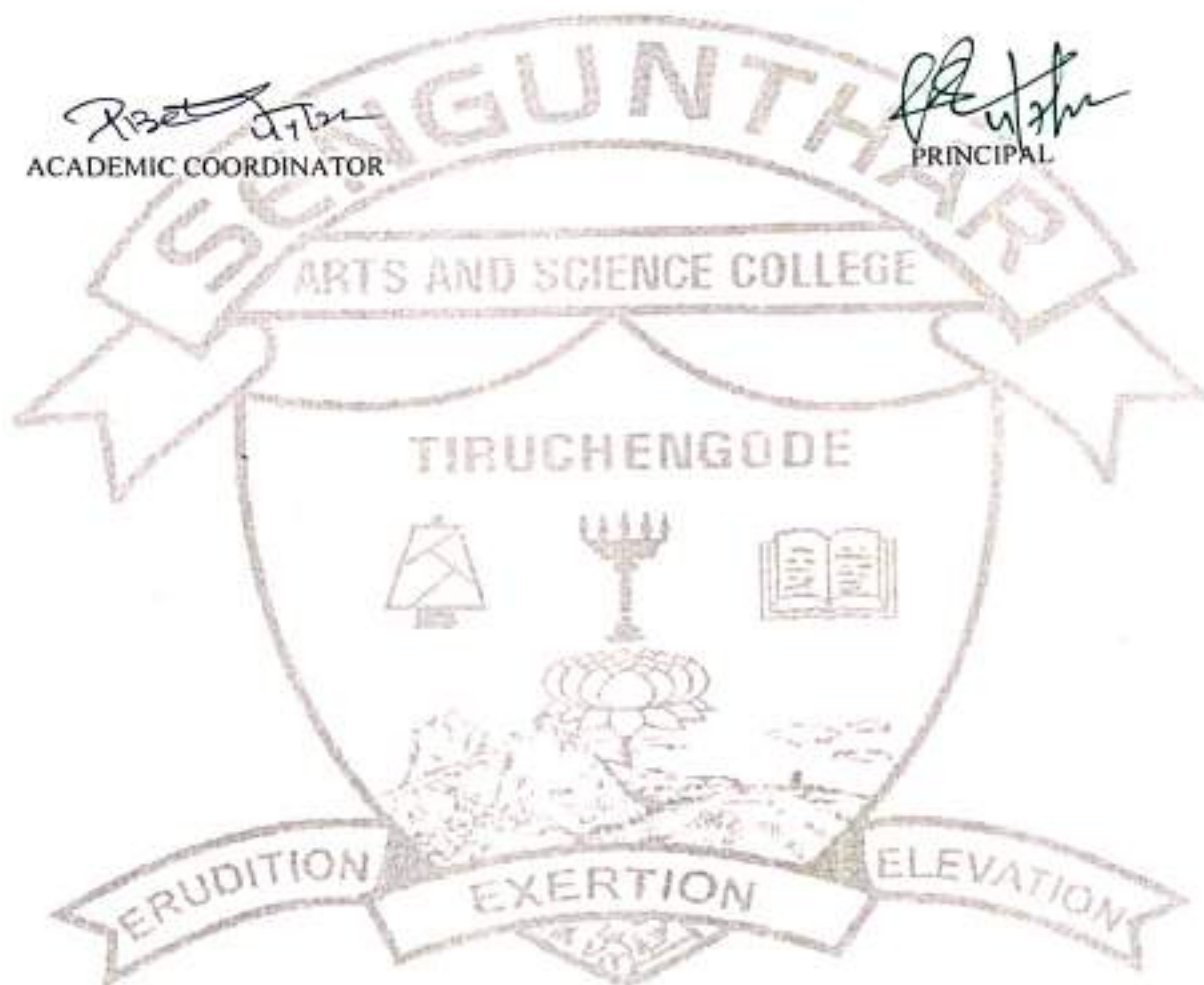 SENGUNTHAR
ACADEMIC COORDINATOR
PRINCIPAL
ARTS AND SCIENCE COLLEGE
TIRUCHENGODE
ERUDITION
EXERTION
ELEVATION